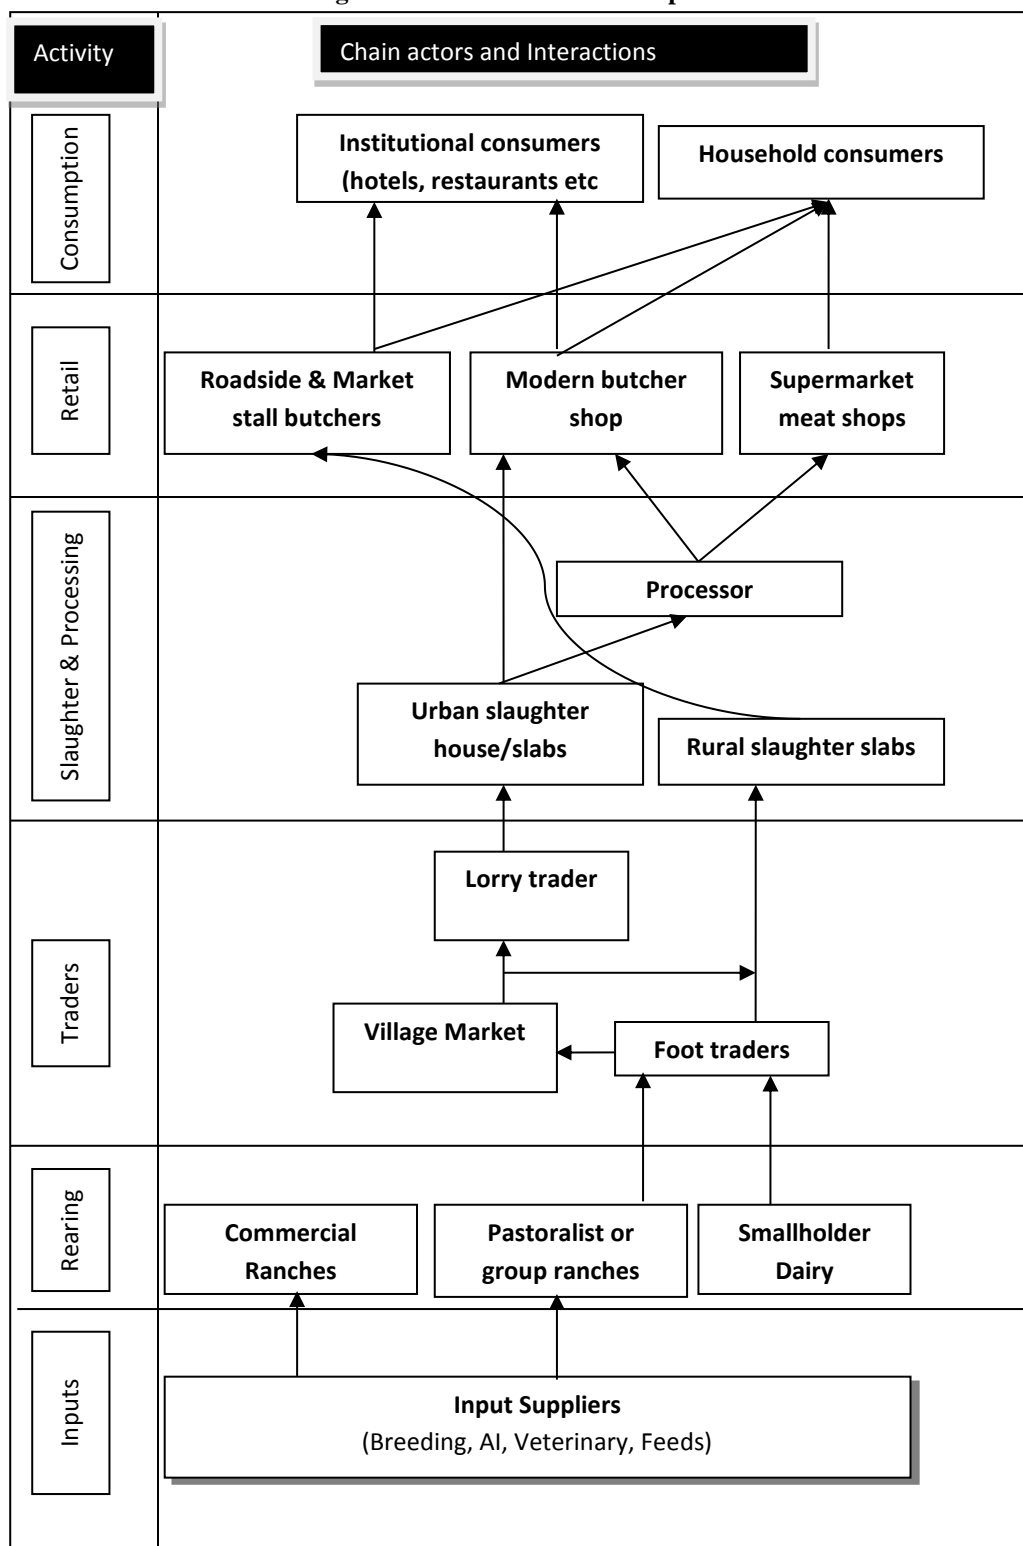 Activity
Chain actors and Interactions
Consumption
Institutional consumers
(hotels, restaurants etc
Household consumers
Retail
Roadside & Market
stall butchers
Modern butcher
shop
Supermarket
meat shops
Slaughter & Processing
Processor
Urban slaughter
house/slabs
Rural slaughter slabs
Traders
Lorry trader
Village Market
Foot traders
Rearing
Commercial
Ranches
Pastoralist or
group ranches
Smallholder
Dairy
Inputs
Input Suppliers
(Breeding, AI, Veterinary, Feeds)